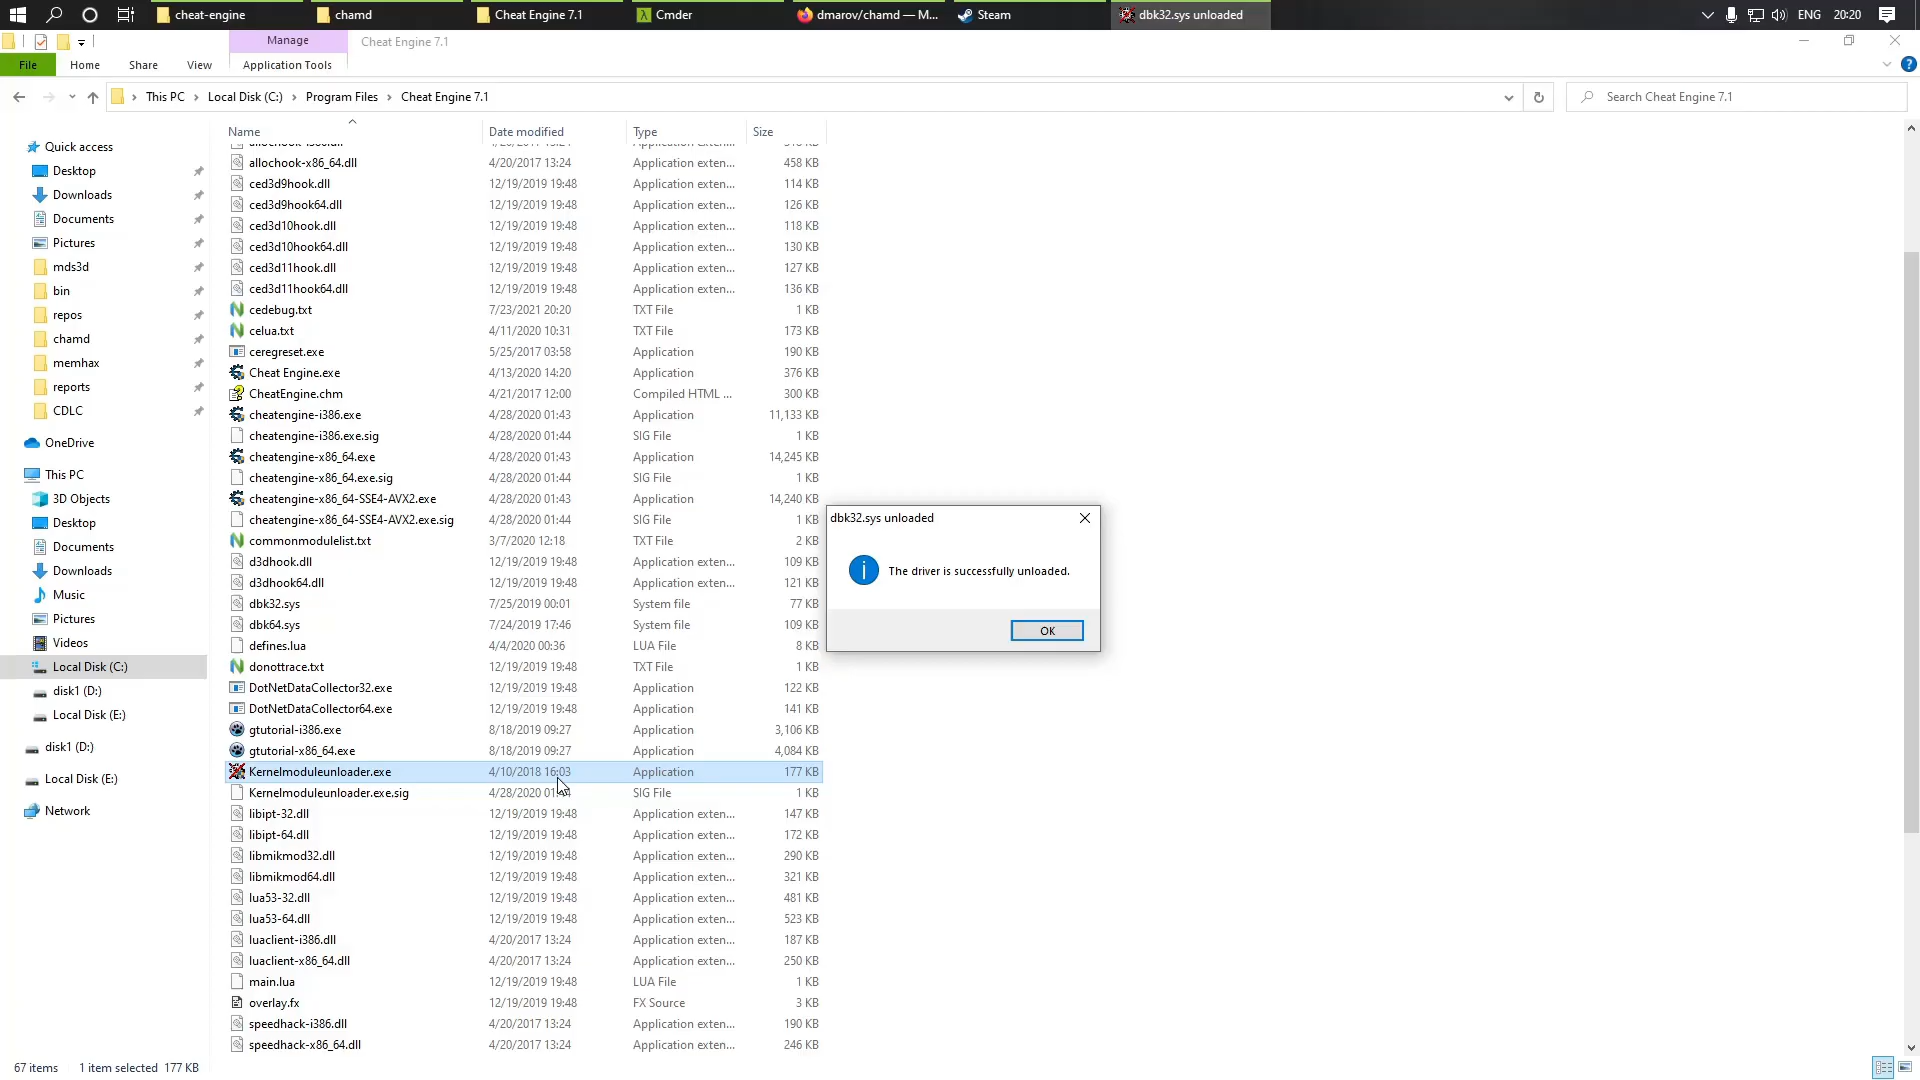 cheat-engine chamd Cheat Engine 7.1 Cmder dmarov/chamd — M... Steam dbk32.sys unloaded ENG 20:20
Manage Cheat Engine 7.1
File Home Share View Application Tools
This PC Local Disk (C:) Program Files Cheat Engine 7.1 Search Cheat Engine 7.1
Name Date modified Type Size
allochook-x86_64.dll 4/20/2017 13:24 Application exten... 458 KB
ced3d9hook.dll 12/19/2019 19:48 Application exten... 114 KB
ced3d9hook64.dll 12/19/2019 19:48 Application exten... 126 KB
ced3d10hook.dll 12/19/2019 19:48 Application exten... 118 KB
ced3d10hook64.dll 12/19/2019 19:48 Application exten... 130 KB
ced3d11hook.dll 12/19/2019 19:48 Application exten... 127 KB
ced3d11hook64.dll 12/19/2019 19:48 Application exten... 136 KB
cedebug.txt 7/23/2021 20:20 TXT File 1 KB
celua.txt 4/11/2020 10:31 TXT File 173 KB
ceregreset.exe 5/25/2017 03:58 Application 190 KB
Cheat Engine.exe 4/13/2020 14:20 Application 376 KB
CheatEngine.chm 4/21/2017 12:00 Compiled HTML ... 300 KB
cheatengine-i386.exe 4/28/2020 01:43 Application 11,133 KB
cheatengine-i386.exe.sig 4/28/2020 01:44 SIG File 1 KB
cheatengine-x86_64.exe 4/28/2020 01:43 Application 14,245 KB
cheatengine-x86_64.exe.sig 4/28/2020 01:44 SIG File 1 KB
cheatengine-x86_64-SSE4-AVX2.exe 4/28/2020 01:43 Application 14,240 KB
cheatengine-x86_64-SSE4-AVX2.exe.sig 4/28/2020 01:44 SIG File 1 KB
commonmodulelist.txt 3/7/2020 12:18 TXT File 2 KB
d3dhook.dll 12/19/2019 19:48 Application exten... 109 KB
d3dhook64.dll 12/19/2019 19:48 Application exten... 121 KB
dbk32.sys 7/25/2019 00:01 System file 77 KB
dbk64.sys 7/24/2019 17:46 System file 109 KB
defines.lua 4/4/2020 00:36 LUA File 8 KB
donottrace.txt 12/19/2019 19:48 TXT File 1 KB
DotNetDataCollector32.exe 12/19/2019 19:48 Application 122 KB
DotNetDataCollector64.exe 12/19/2019 19:48 Application 141 KB
gtutorial-i386.exe 8/18/2019 09:27 Application 3,106 KB
gtutorial-x86_64.exe 8/18/2019 09:27 Application 4,084 KB
Kernelmoduleunloader.exe 4/10/2018 16:03 Application 177 KB
Kernelmoduleunloader.exe.sig 4/28/2020 SIG File 1 KB
libipt-32.dll 12/19/2019 19:48 Application exten... 147 KB
libipt-64.dll 12/19/2019 19:48 Application exten... 172 KB
libmikmod32.dll 12/19/2019 19:48 Application exten... 290 KB
libmikmod64.dll 12/19/2019 19:48 Application exten... 321 KB
lua53-32.dll 12/19/2019 19:48 Application exten... 481 KB
lua53-64.dll 12/19/2019 19:48 Application exten... 523 KB
luaclient-i386.dll 4/20/2017 13:24 Application exten... 187 KB
luaclient-x86_64.dll 4/20/2017 13:24 Application exten... 250 KB
main.lua 12/19/2019 19:48 LUA File 1 KB
overlay.fx 12/19/2019 19:48 FX Source 3 KB
speedhack-i386.dll 4/20/2017 13:24 Application exten... 190 KB
speedhack-x86_64.dll 4/20/2017 13:24 Application exten... 246 KB
Quick access
Desktop
Downloads
Documents
Pictures
mds3d
bin
repos
chamd
memhax
reports
CDLC
OneDrive
This PC
3D Objects
Desktop
Documents
Downloads
Music
Pictures
Videos
Local Disk (C:)
disk1 (D:)
Local Disk (E:)
disk1 (D:)
Local Disk (E:)
Network
dbk32.sys unloaded
The driver is successfully unloaded.
OK
67 items 1 item selected 177 KB